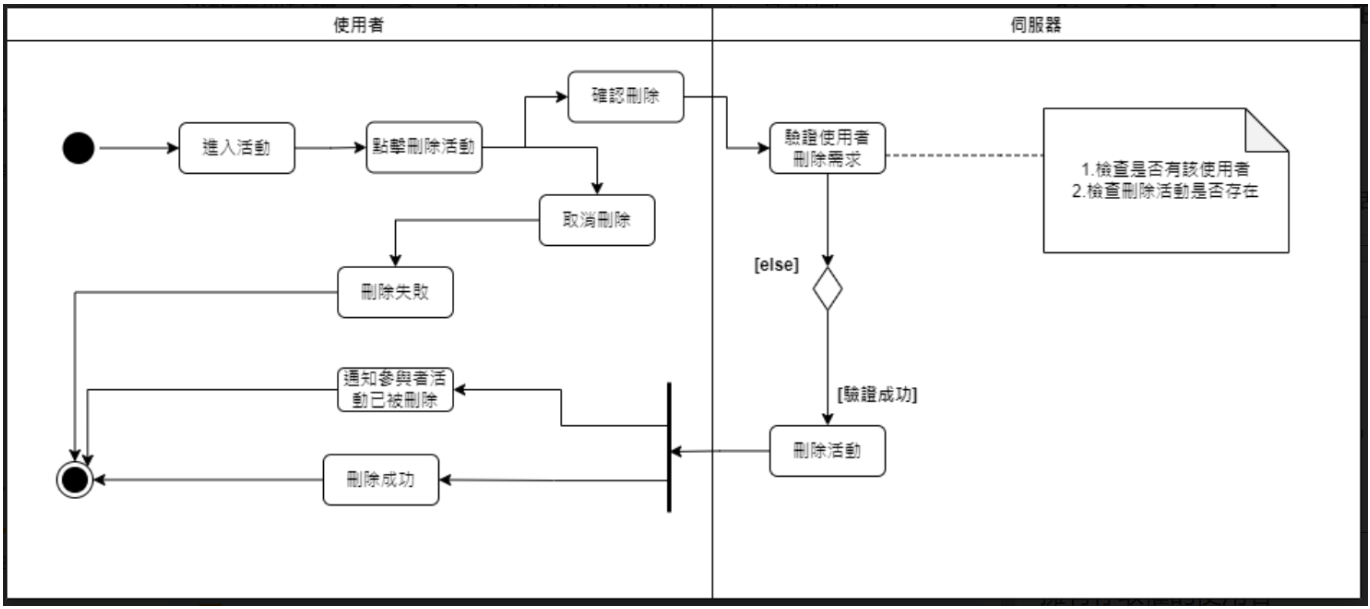 使用者
伺服器
進入活動
點擊刪除活動
確認刪除
取消刪除
刪除失敗
驗證使用者
刪除需求
1.檢查是否有該使用者
2.檢查刪除活動是否存在
[else]
[驗證成功]
刪除活動
通知參與者活
動已被刪除
刪除成功